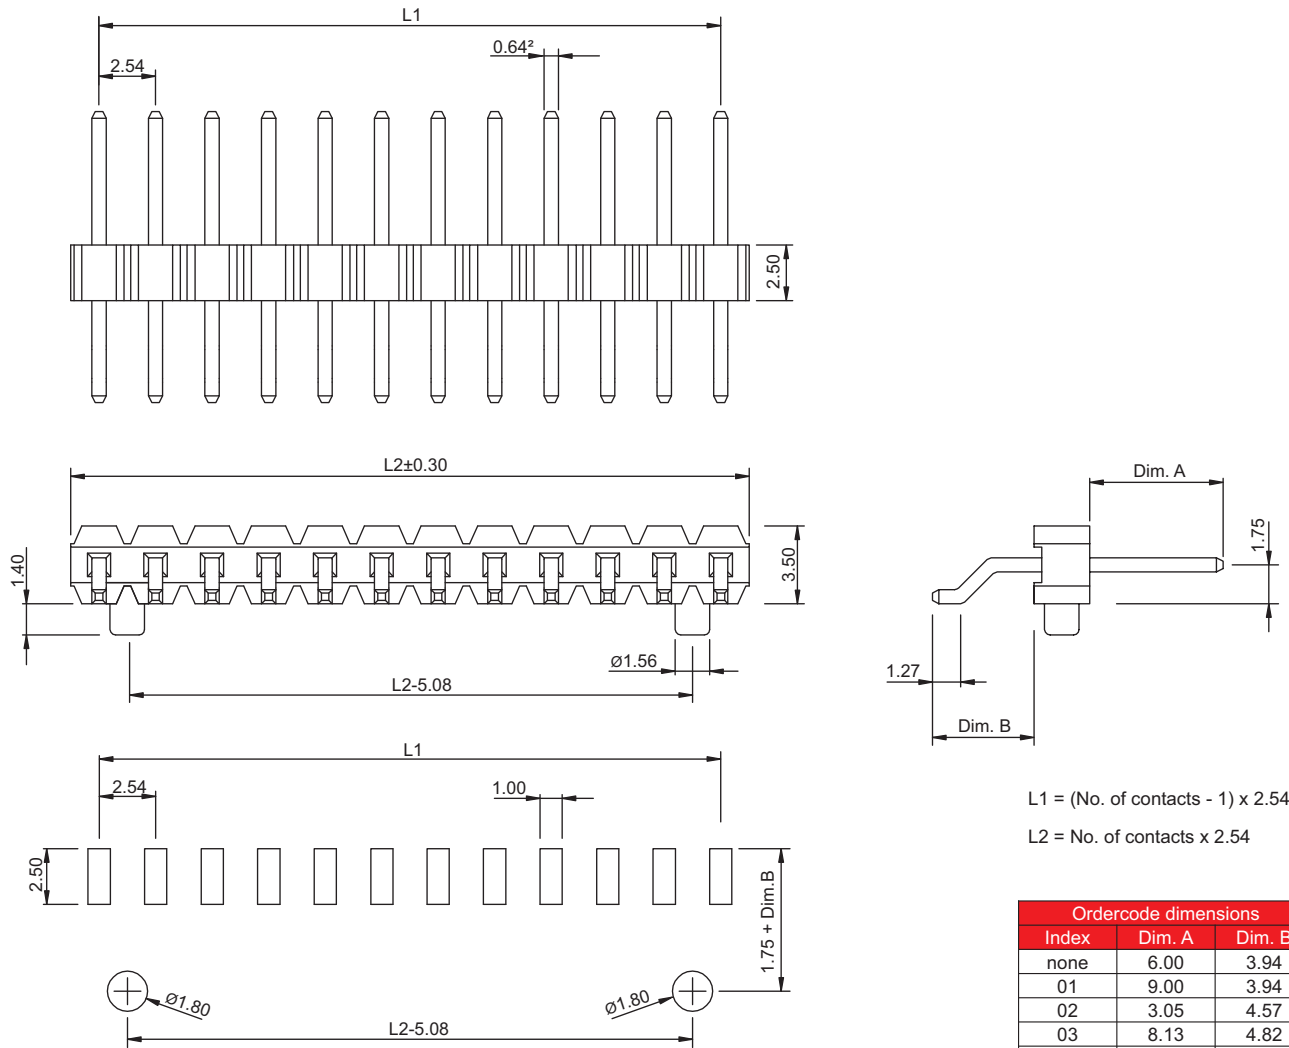 L1
2.54
0.64²
2.50
L2±0.30
1.40
3.50
Ø1.56
L2-5.08
Dim. A
1.75
1.27
Dim. B
L1
2.54
1.00
2.50
1.75 + Dim.B
Ø1.80
Ø1.80
L2-5.08
L1 = (No. of contacts - 1) x 2.54
L2 = No. of contacts x 2.54
Ordercode dimensions
Index Dim. A Dim. B
none 6.00 3.94
01 9.00 3.94
02 3.05 4.57
03 8.13 4.82